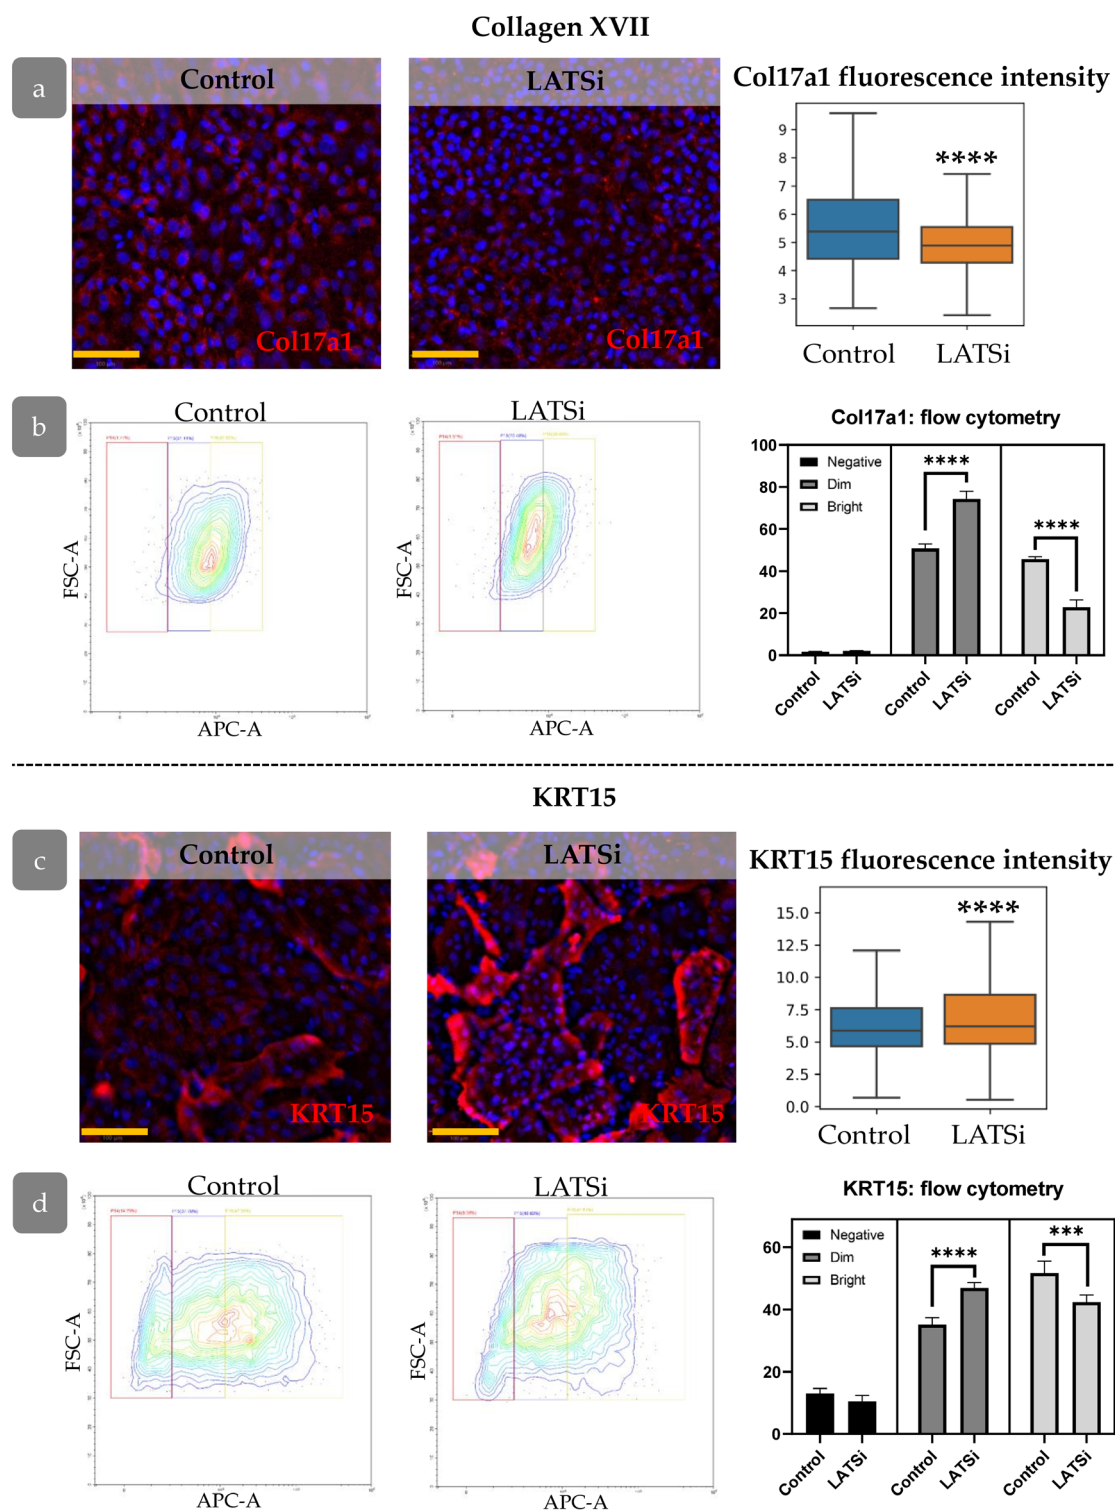 Collagen XVII
a
Control
LATSi
Col17a1
Col17a1
100 µm
Col17a1 fluorescence intensity
9
8
7
6
5
4
3
****
Control
LATSi
b
Control
FSC-A
APC-A
LATSi
FSC-A
APC-A
Col17a1: flow cytometry
100
80
60
40
20
0
Negative
Dim
Bright
****
****
Control
LATSi
Control
LATSi
Control
LATSi
KRT15
c
Control
LATSi
KRT15
KRT15
100 µm
KRT15 fluorescence intensity
15.0
12.5
10.0
7.5
5.0
2.5
0.0
****
Control
LATSi
d
Control
FSC-A
APC-A
LATSi
FSC-A
APC-A
KRT15: flow cytometry
60
40
20
0
Negative
Dim
Bright
****
***
Control
LATSi
Control
LATSi
Control
LATSi